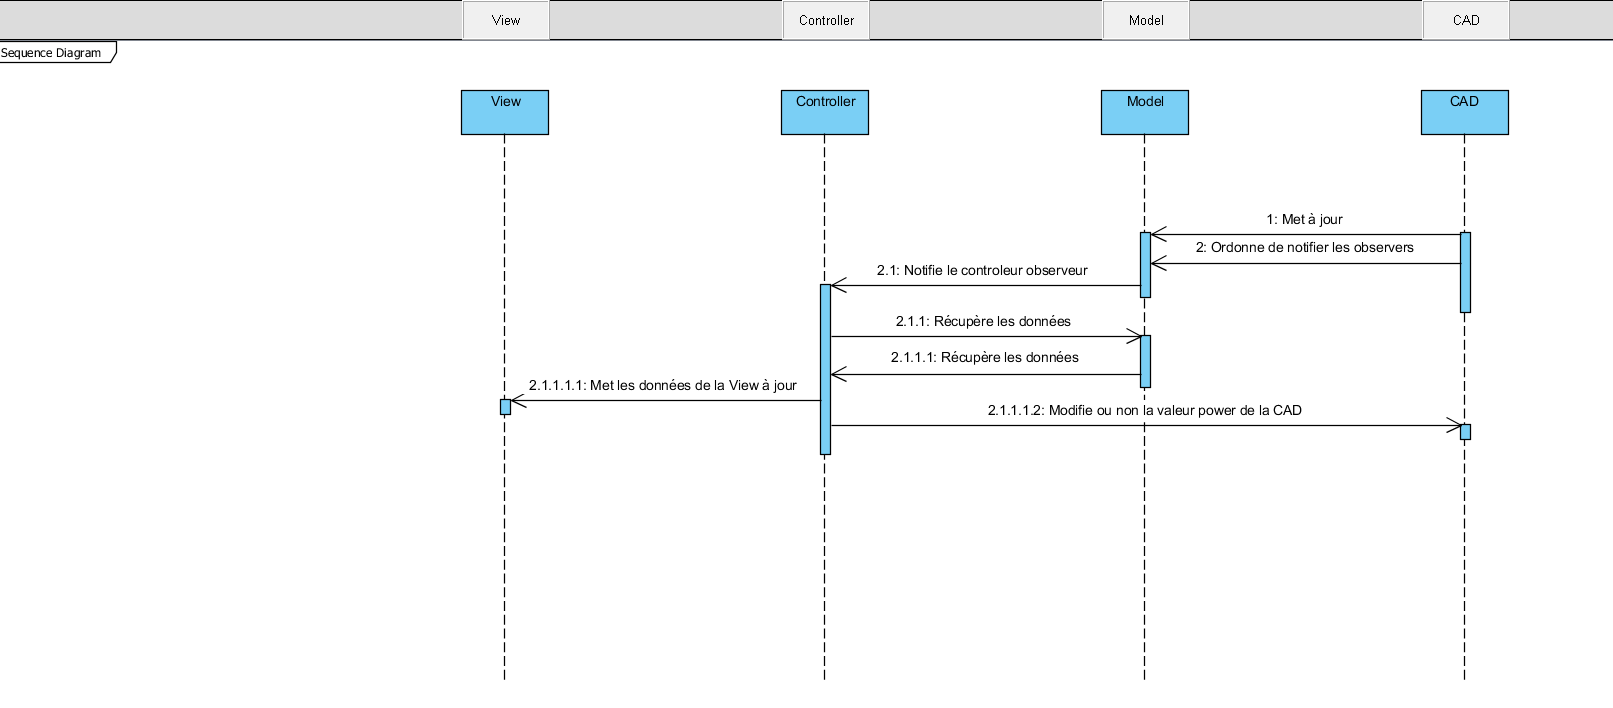 View
Controller
Model
CAD
Sequence Diagram
View
Controller
Model
CAD
1: Met à jour
2: Ordonne de notifier les observers
2.1: Notifie le controleur observeur
2.1.1: Récupère les données
2.1.1.1: Récupère les données
2.1.1.1.1: Met les données de la View à jour
2.1.1.1.2: Modifie ou non la valeur power de la CAD